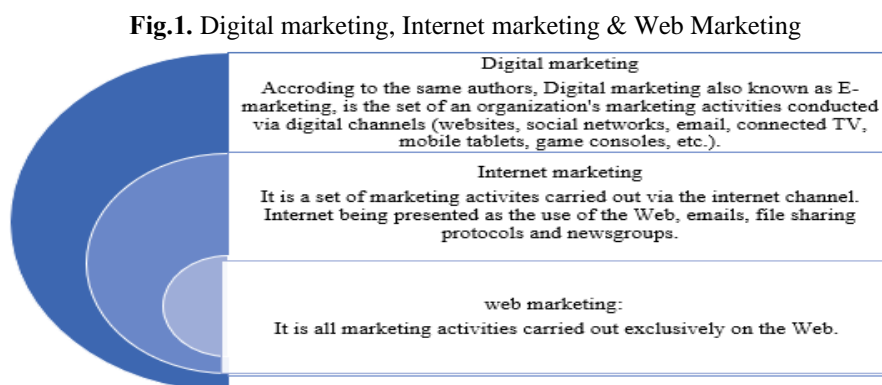 Fig.1. Digital marketing, Internet marketing & Web Marketing
Digital marketing
Accroding to the same authors, Digital marketing also known as E-
marketing, is the set of an organization's marketing activities conducted
via digital channels (websites, social networks, email, connected TV,
mobile tablets, game consoles, etc.).
Internet marketing
It is a set of marketing activites carried out via the internet channel.
Internet being presented as the use of the Web, emails, file sharing
protocols and newsgroups.
web marketing:
It is all marketing activities carried out exclusively on the Web.